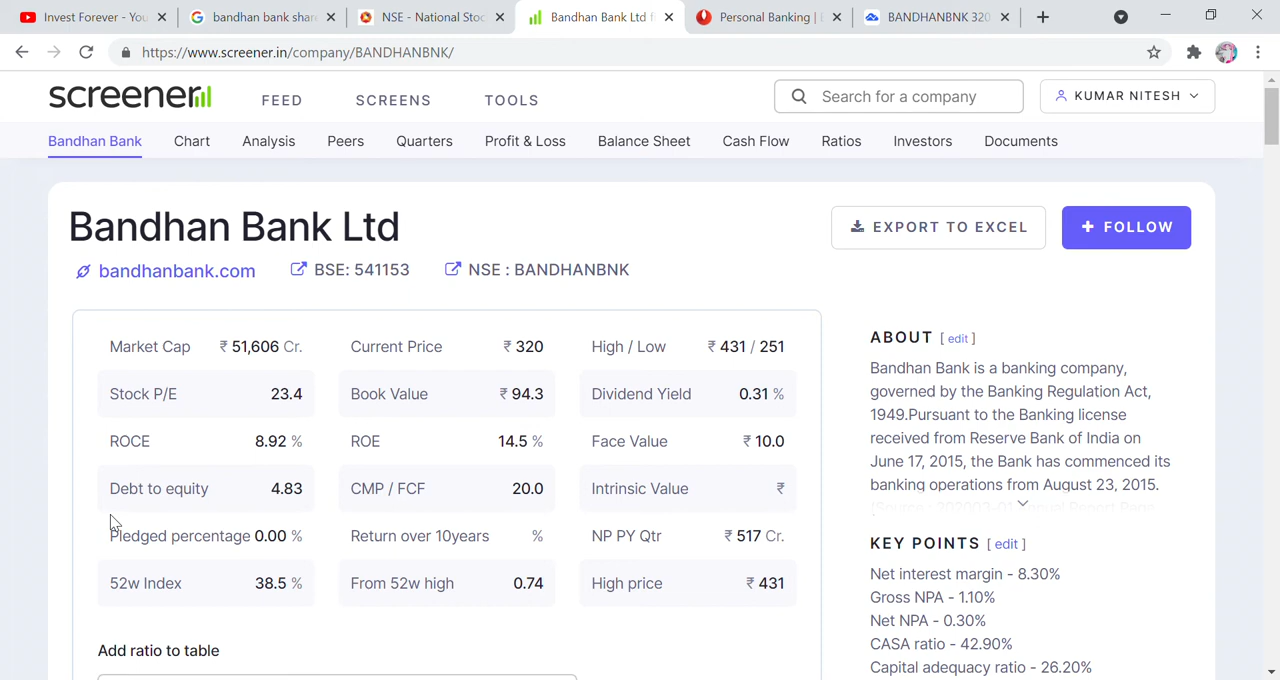 Invest Forever - You
bandhan bank share
NSE - National Stoc
Bandhan Bank Ltd f
Personal Banking |
BANDHANBNK 320
https://www.screener.in/company/BANDHANBNK/
screener
FEED
SCREENS
TOOLS
Search for a company
KUMAR NITESH
Bandhan Bank
Chart
Analysis
Peers
Quarters
Profit & Loss
Balance Sheet
Cash Flow
Ratios
Investors
Documents
Bandhan Bank Ltd
EXPORT TO EXCEL
FOLLOW
bandhanbank.com
BSE: 541153
NSE : BANDHANBNK
Market Cap ₹ 51,606 Cr.
Current Price ₹ 320
High / Low ₹ 431 / 251
Stock P/E 23.4
Book Value ₹ 94.3
Dividend Yield 0.31 %
ROCE 8.92 %
ROE 14.5 %
Face Value ₹ 10.0
Debt to equity 4.83
CMP / FCF 20.0
Intrinsic Value ₹
Pledged percentage 0.00 %
Return over 10years %
NP PY Qtr ₹ 517 Cr.
52w Index 38.5 %
From 52w high 0.74
High price ₹ 431
Add ratio to table
ABOUT [ edit ]
Bandhan Bank is a banking company,
governed by the Banking Regulation Act,
1949.Pursuant to the Banking license
received from Reserve Bank of India on
June 17, 2015, the Bank has commenced its
banking operations from August 23, 2015.
KEY POINTS [ edit ]
Net interest margin - 8.30%
Gross NPA - 1.10%
Net NPA - 0.30%
CASA ratio - 42.90%
Capital adequacy ratio - 26.20%